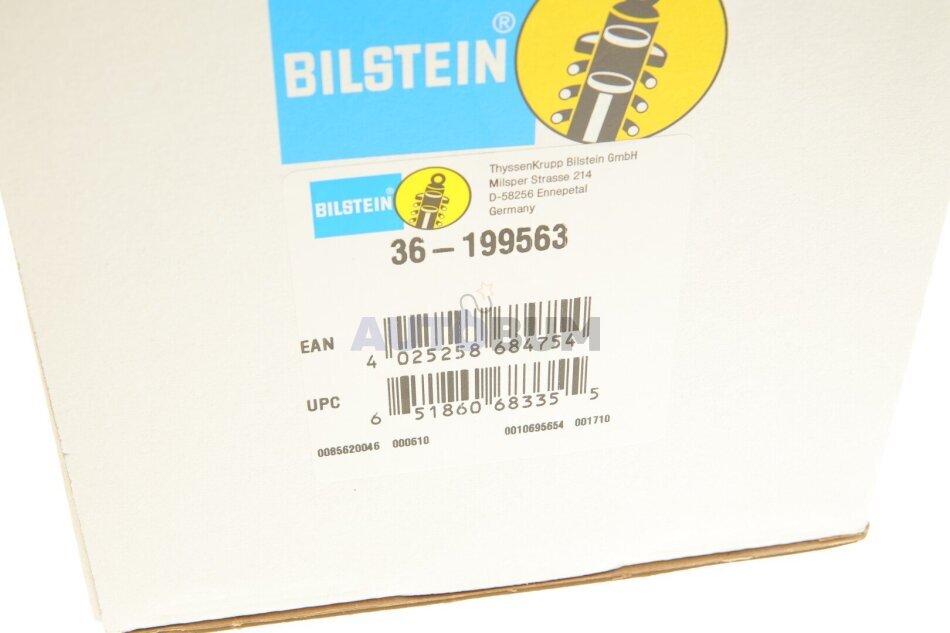 BILSTEIN®
BILSTEIN®
ThyssenKrupp Bilstein GmbH
Milsper Strasse 214
D-58256 Ennepetal
Germany
36-199563
AUTOBUM
EAN
4 025258 684754
UPC
6 51860 68335 5
0085620046 000610 0010695654 001710